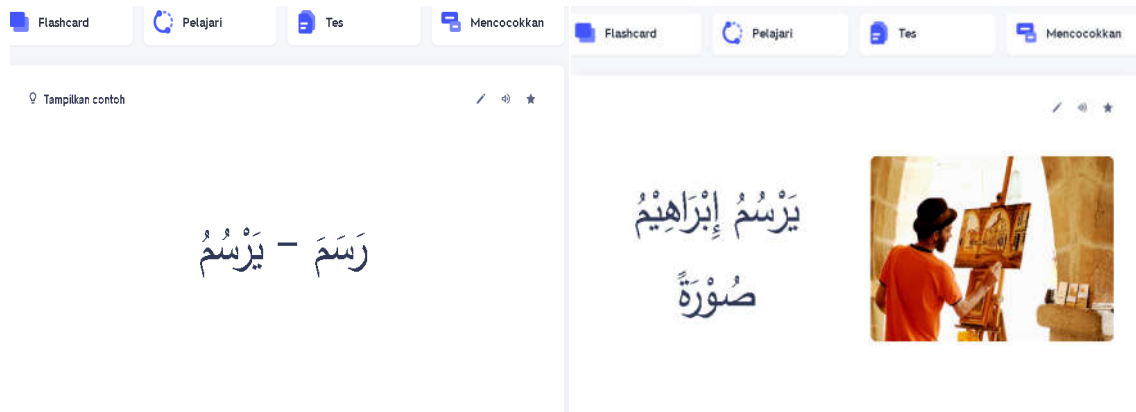 Flashcard Pelajari Tes Mencocokkan
Tampilkan contoh
رَسَمَ – يَرْسُمُ
Flashcard Pelajari Tes Mencocokkan
يَرْسُمُ إِبْرَاهِيْمُ
صُوْرَةً